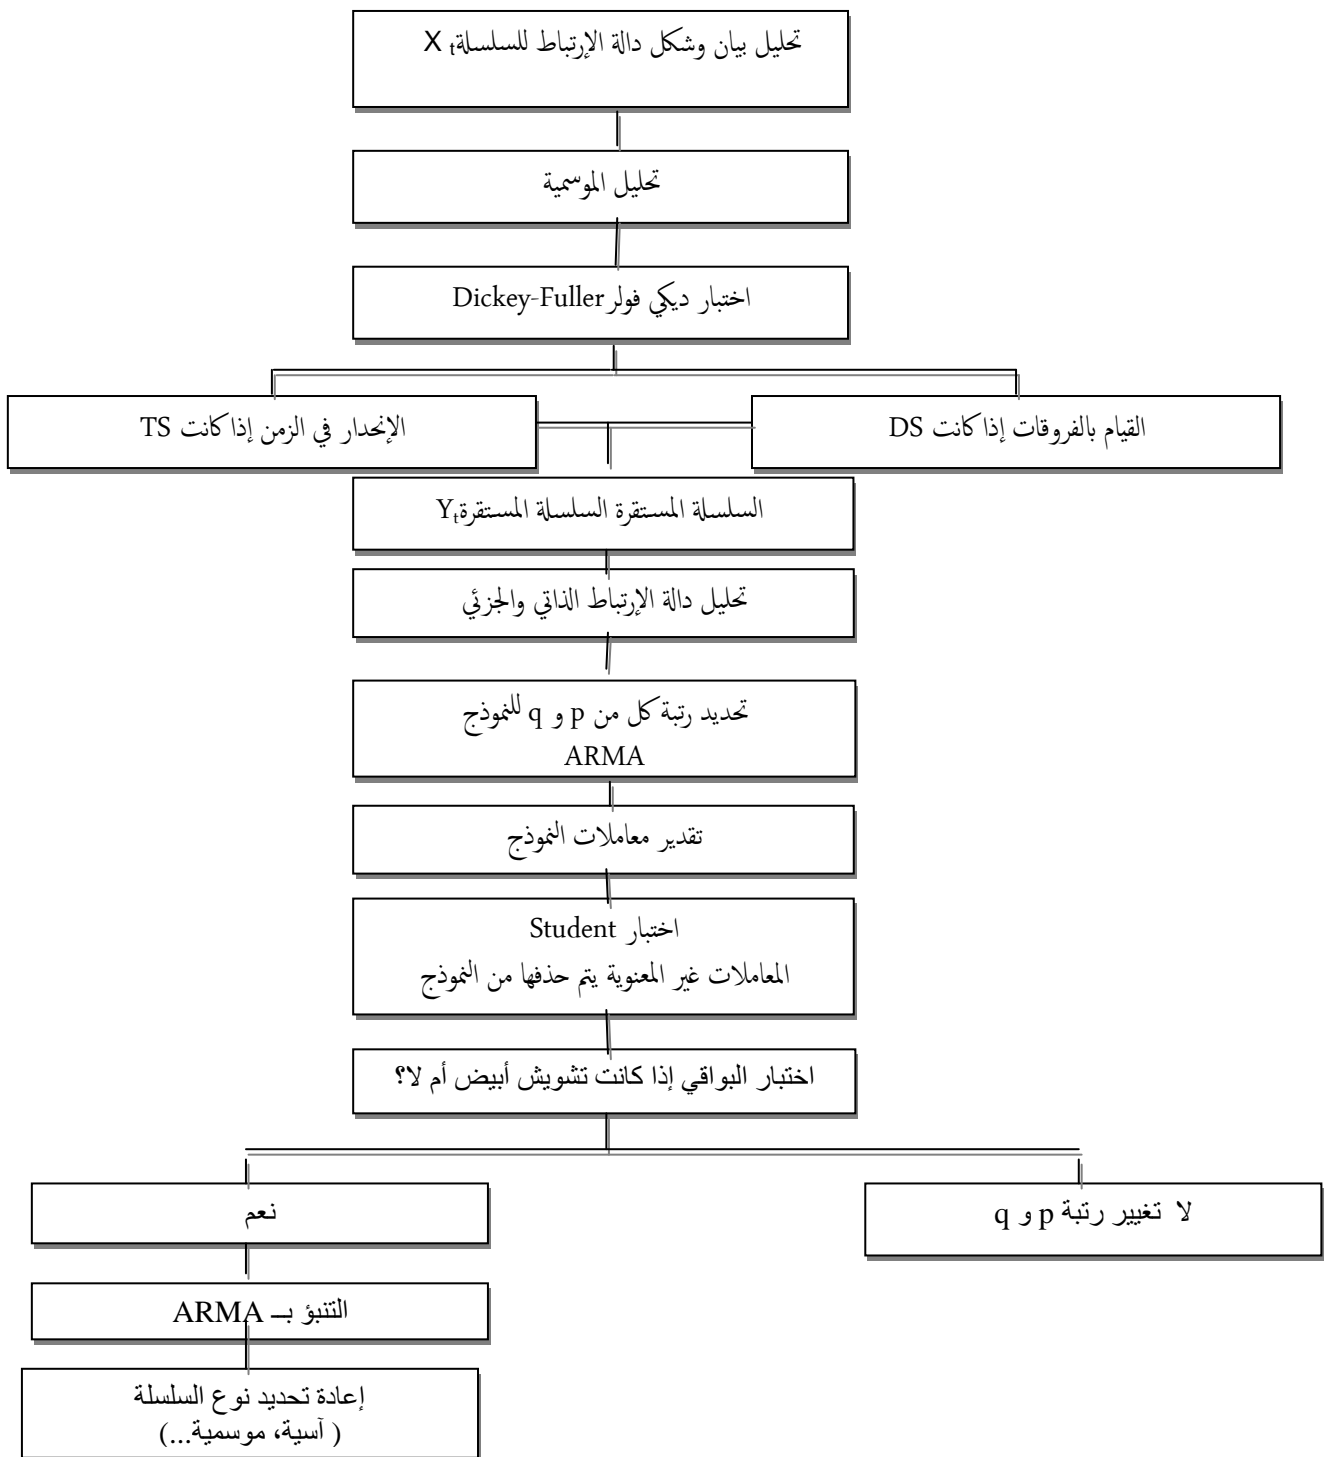 تحليل بيان وشكل دالة الإرتباط للسلسلة X t
تحليل الموسمية
اختبار ديكي فولر Dickey-Fuller
القيام بالفروقات إذا كانت DS
الإنحدار في الزمن إذا كانت TS
السلسلة المستقرة السلسلة المستقرة Yt
تحليل دالة الإرتباط الذاتي والجزئي
تحديد رتبة كل من p و q للنموذج
ARMA
تقدير معاملات النموذج
اختبار Student
المعاملات غير المعنوية يتم حذفها من النموذج
اختبار البواقي إذا كانت تشويش أبيض أم لا؟
لا تغيير رتبة p و q
نعم
التنبؤ بــ ARMA
إعادة تحديد نوع السلسلة
( آسية، موسمية...)